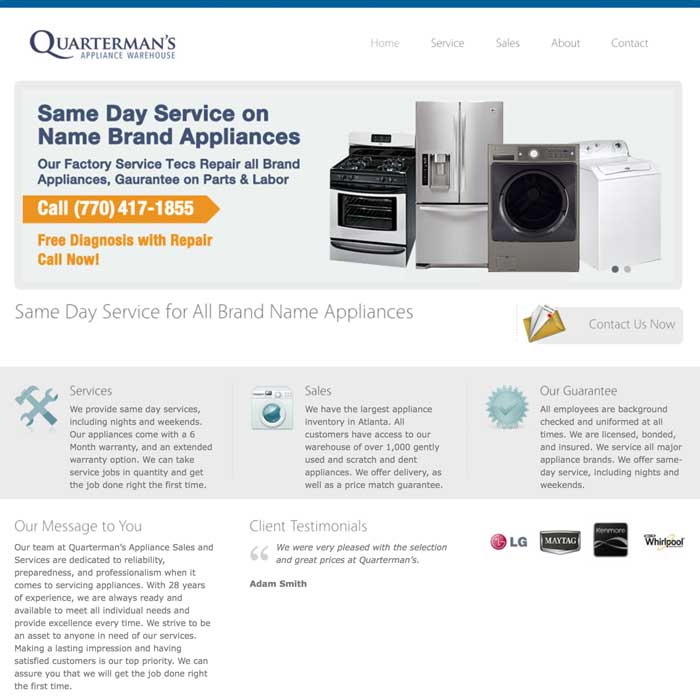 QUARTERMAN'S
APPLIANCE WAREHOUSE
Home Service Sales About Contact
Same Day Service on
Name Brand Appliances
Our Factory Service Tecs Repair all Brand
Appliances, Gaurantee on Parts & Labor
Call (770) 417-1855
Free Diagnosis with Repair
Call Now!
Same Day Service for All Brand Name Appliances
Contact Us Now
Services
We provide same day services,
including nights and weekends.
Our appliances come with a 6
Month warranty, and an extended
warranty option. We can take
service jobs in quantity and get
the job done right the first time.
Sales
We have the largest appliance
inventory in Atlanta. All
customers have access to our
warehouse of over 1,000 gently
used and scratch and dent
appliances. We offer delivery, as
well as a price match guarantee.
Our Guarantee
All employees are background
checked and uniformed at all
times. We are licensed, bonded,
and insured. We service all major
appliance brands. We offer same-
day service, including nights and
weekends.
Our Message to You
Our team at Quarterman's Appliance Sales and
Services are dedicated to reliability,
preparedness, and professionalism when it
comes to servicing appliances. With 28 years
of experience, we are always ready and
available to meet all individual needs and
provide excellence every time. We strive to be
an asset to anyone in need of our services.
Making a lasting impression and having
satisfied customers is our top priority. We can
assure you that we will get the job done right
the first time.
Client Testimonials
“ We were very pleased with the selection
and great prices at Quarterman's.
Adam Smith
LG
MAYTAG
Kenmore
Whirlpool